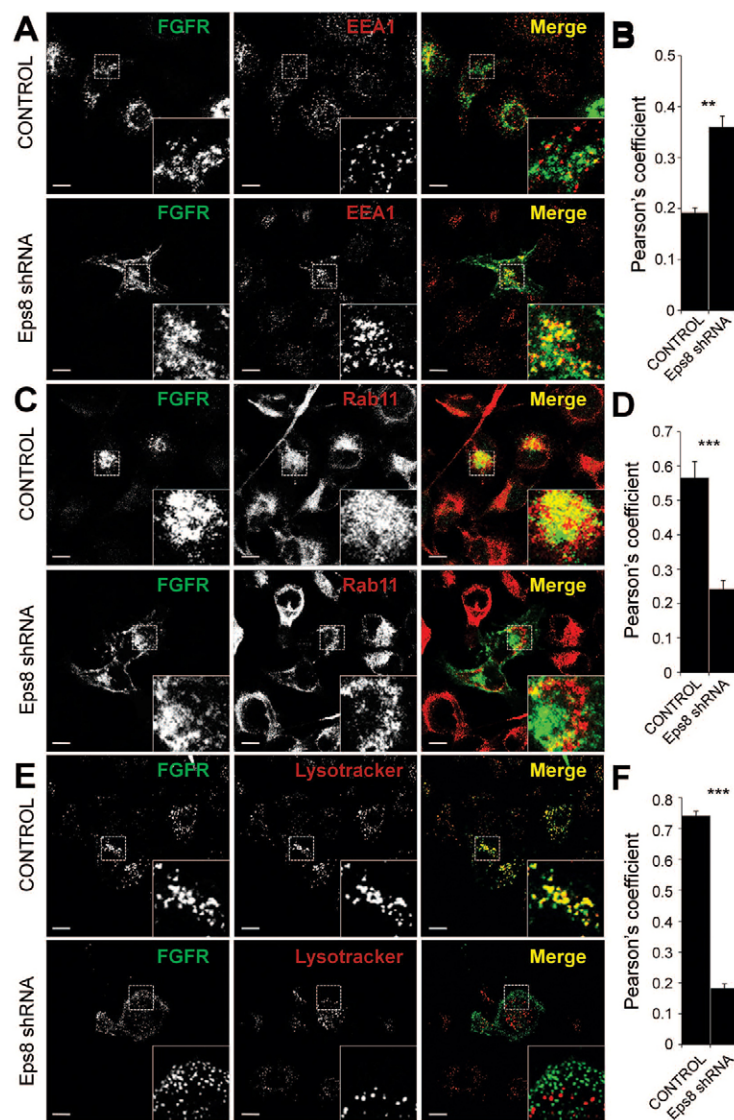 A
FGFR
EEA1
Merge
CONTROL
FGFR
EEA1
Merge
Eps8 shRNA
B
Pearson's coefficient
0.5
0.4
0.3
0.2
0.1
0
**
CONTROL
Eps8 shRNA
C
FGFR
Rab11
Merge
CONTROL
FGFR
Rab11
Merge
Eps8 shRNA
D
Pearson's coefficient
0.7
0.6
0.5
0.4
0.3
0.2
0.1
0
***
CONTROL
Eps8 shRNA
E
FGFR
Lysotracker
Merge
CONTROL
FGFR
Lysotracker
Merge
Eps8 shRNA
F
Pearson's coefficient
0.8
0.7
0.6
0.5
0.4
0.3
0.2
0.1
0
***
CONTROL
Eps8 shRNA